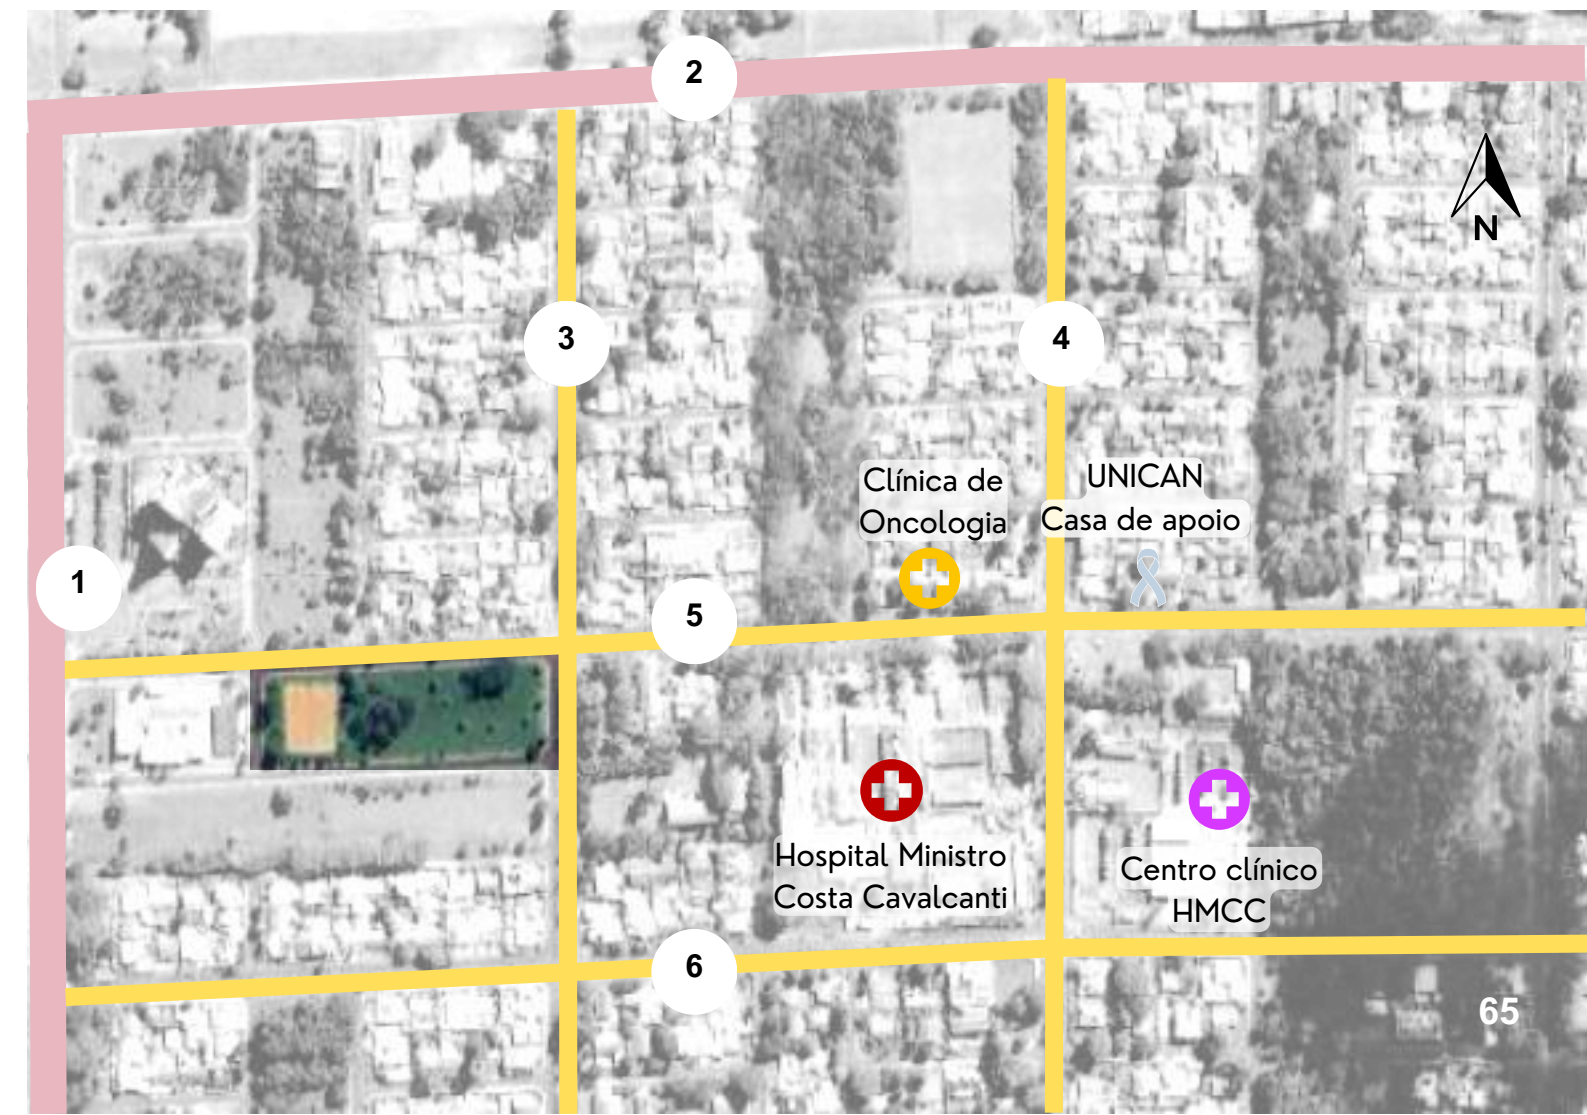 2
N
3
4
Clínica de
Oncologia
UNICAN
Casa de apoio
1
5
Hospital Ministro
Costa Cavalcanti
Centro clínico
HMCC
6
65